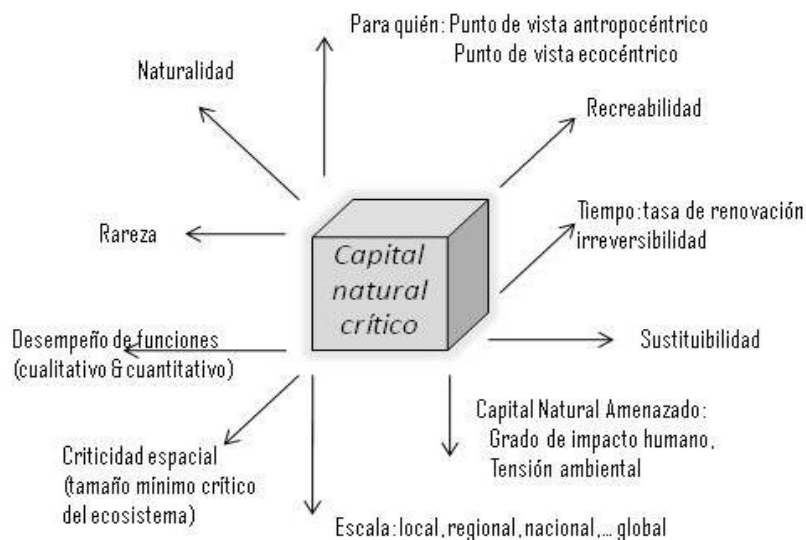 Para quién: Punto de vista antropocéntrico
Punto de vista ecocéntrico
Naturalidad
Recreabilidad
Tiempo: tasa de renovación
irreversibilidad
Rareza
Capital
natural
crítico
Desempeño de funciones
(cualitativo & cuantitativo)
Sustituibilidad
Capital Natural Amenazado:
Grado de impacto humano,
Tensión ambiental
Criticidad espacial
(tamaño mínimo crítico
del ecosistema)
Escala: local, regional, nacional,... global